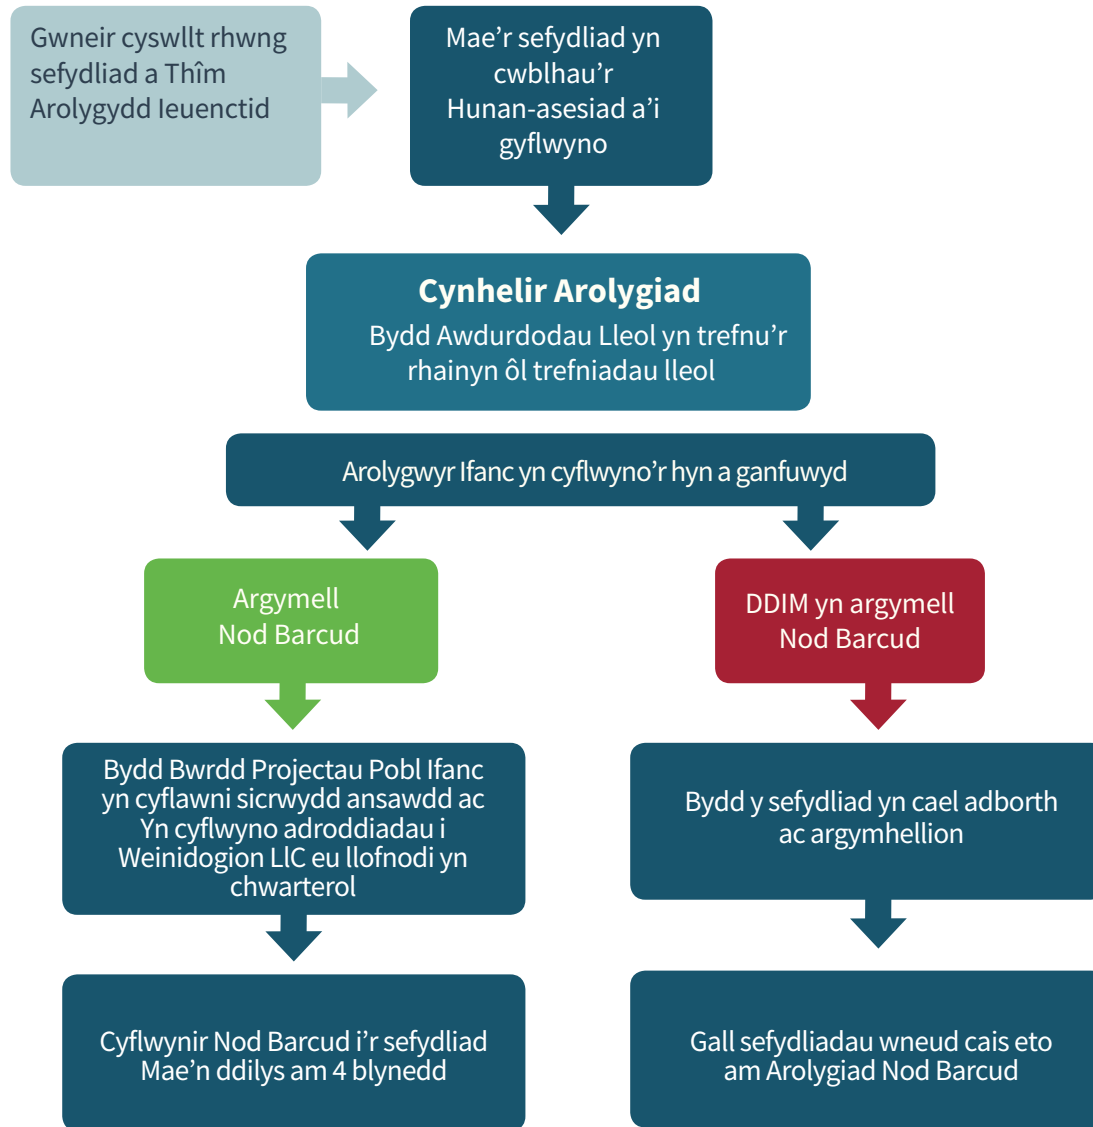 Gwneir cyswllt rhwng
sefydliad a Thîm
Arolygydd Ieuenctid
Mae’r sefydliad yn
cwblhau’r
Hunan-asesiad a’i
gyflwyno
Cynhelir Arolygiad
Bydd Awdurdodau Lleol yn trefnu’r
rhainyn ôl trefniadau lleol
Arolygwyr Ifanc yn cyflwyno’r hyn a ganfuwyd
Argymell
Nod Barcud
DDIM yn argymell
Nod Barcud
Bydd Bwrdd Projectau Pobl Ifanc
yn cyflawni sicrwydd ansawdd ac
Yn cyflwyno adroddiadau i
Weinidogion LlC eu llofnodi yn
chwarterol
Bydd y sefydliad yn cael adborth
ac argymhellion
Cyflwynir Nod Barcud i’r sefydliad
Mae’n ddilys am 4 blynedd
Gall sefydliadau wneud cais eto
am Arolygiad Nod Barcud